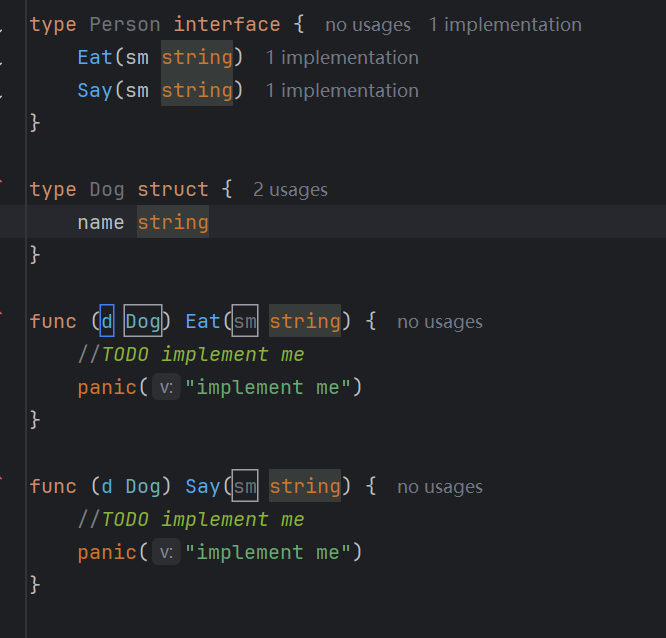 type Person interface { no usages 1 implementation
Eat(sm string) 1 implementation
Say(sm string) 1 implementation
}
type Dog struct { 2 usages
name string
}
func (d Dog) Eat(sm string) { no usages
//TODO implement me
panic( v: "implement me")
}
func (d Dog) Say(sm string) { no usages
//TODO implement me
panic( v: "implement me")
}